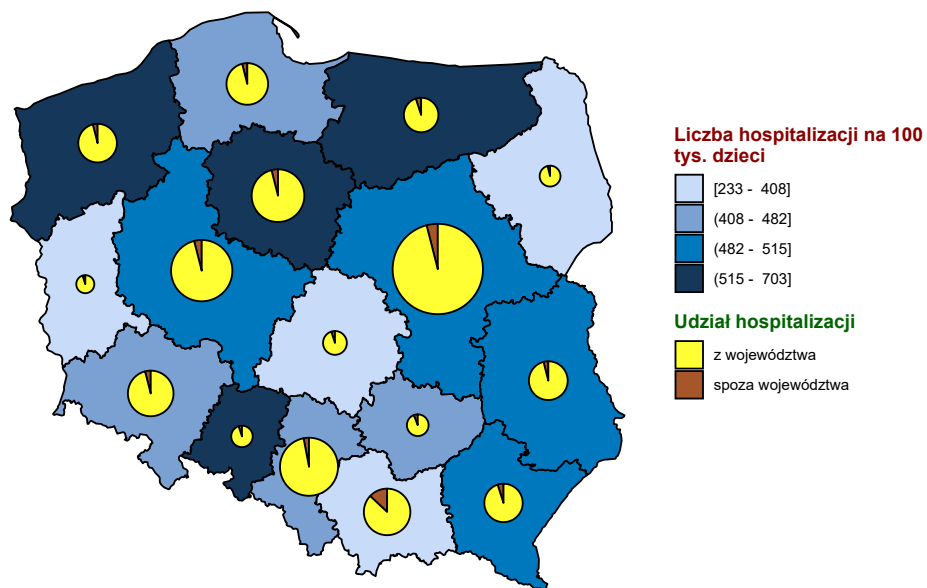 Liczba hospitalizacji na 100
tys. dzieci
[233 - 408]
(408 - 482]
(482 - 515]
(515 - 703]
Udział hospitalizacji
z województwa
spoza województwa